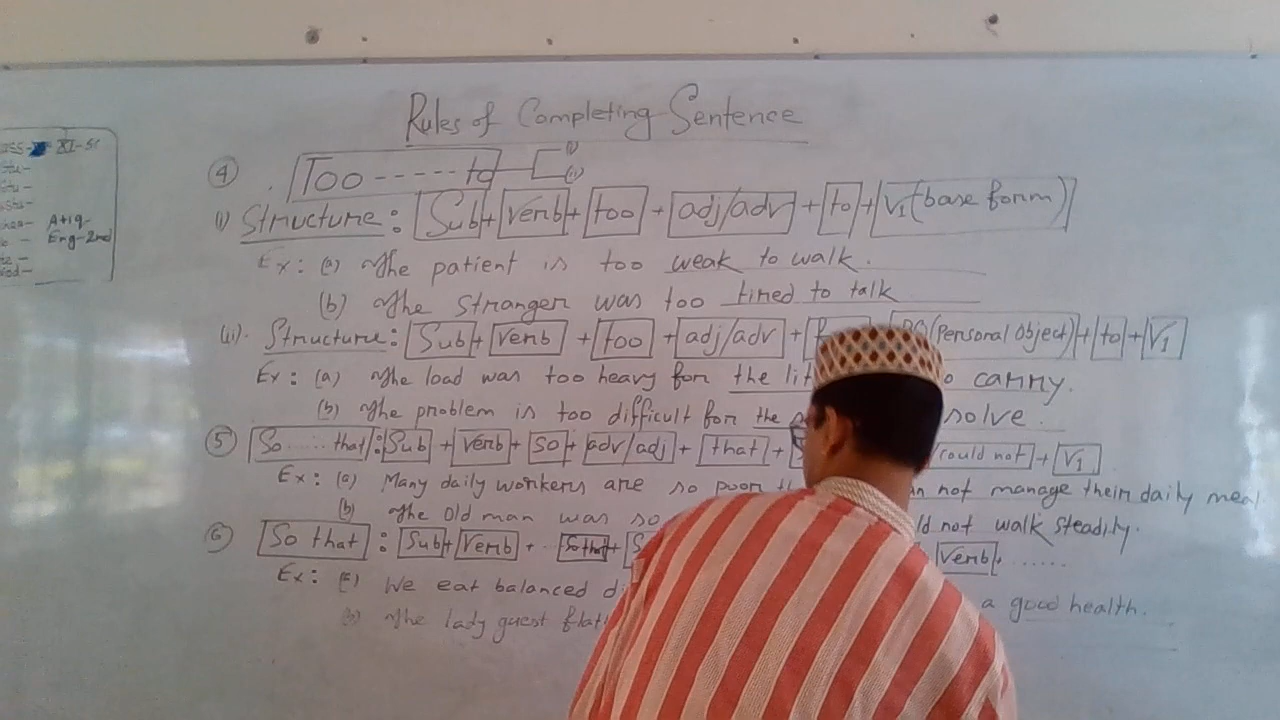 Rules of Completing Sentence
④ Too ----- to (i) (ii)
(i) Structure: Sub + verb + too + adj/adv + to + V1 (base form)
Ex: (a) The patient is too weak to walk.
(b) The stranger was too tired to talk
(ii). Structure: Sub + verb + too + adj/adv + (Personal Object) + to + V1
Ex: (a) The load was too heavy for the carry.
(b) The problem is too difficult for the solve.
⑤ So ..... that: Sub + verb + so + adv/adj + that + could not + V1
Ex: (a) Many daily workers are so poor not manage their daily meal
(b) The old man was so not walk steadily.
⑥ So that: Sub + Verb + .. So that + Verb ......
Ex: We eat balanced a good health.
(b) The lady guest
XI-Sc
Atiq-
Eng-2nd